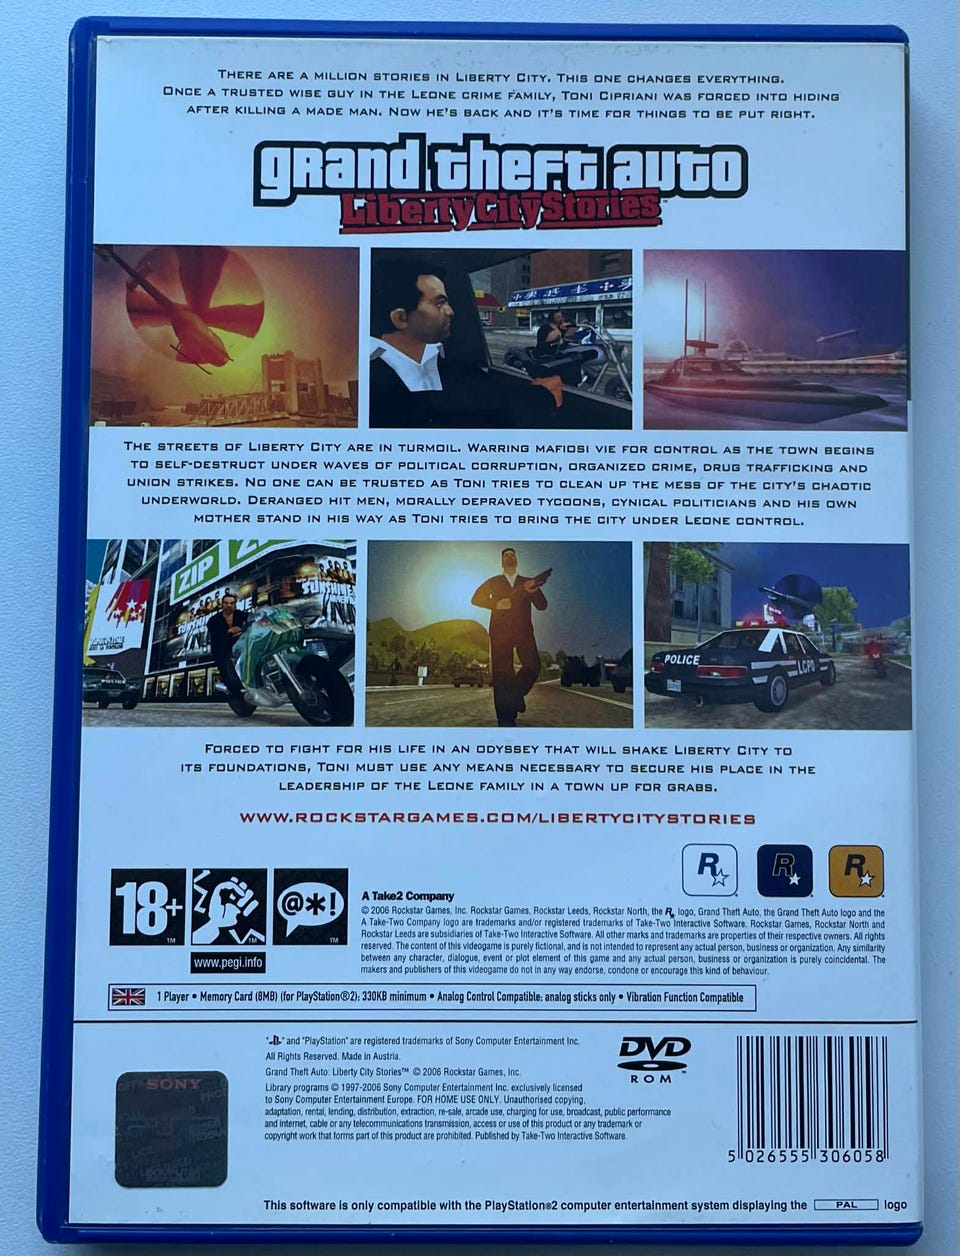 There are a million stories in Liberty City. This one changes everything.
Once a trusted wise guy in the Leone crime family, Toni Cipriani was forced into hiding
after killing a made man. Now he's back and it's time for things to be put right.
grand theft auto
Liberty City Stories™
The streets of Liberty City are in turmoil. Warring mafiosi vie for control as the town begins
to self-destruct under waves of political corruption, organized crime, drug trafficking and
union strikes. No one can be trusted as Toni tries to clean up the mess of the city's chaotic
underworld. Deranged hit men, morally depraved tycoons, cynical politicians and his own
mother stand in his way as Toni tries to bring the city under Leone control.
ZIP
POLICE
LCPD
Forced to fight for his life in an odyssey that will shake Liberty City to
its foundations, Toni must use any means necessary to secure his place in the
leadership of the Leone family in a town up for grabs.
www.rockstargames.com/libertycitystories
R R R
18+™ ™ @*!™
www.pegi.info
A Take2 Company
© 2006 Rockstar Games, Inc. Rockstar Games, Rockstar Leeds, Rockstar North, the R logo, Grand Theft Auto, the Grand Theft Auto logo and the
A Take-Two Company logo are trademarks and/or registered trademarks of Take-Two Interactive Software. Rockstar Games, Rockstar North and
Rockstar Leeds are subsidiaries of Take-Two Interactive Software. All other marks and trademarks are properties of their respective owners. All rights
reserved. The content of this videogame is purely fictional, and is not intended to represent any actual person, business or organization. Any similarity
between any character, dialogue, event or plot element of this game and any actual person, business or organization is purely coincidental. The
makers and publishers of this videogame do not in any way endorse, condone or encourage this kind of behaviour.
1 Player • Memory Card (8MB) (for PlayStation®2): 330KB minimum • Analog Control Compatible: analog sticks only • Vibration Function Compatible
" " and "PlayStation" are registered trademarks of Sony Computer Entertainment Inc.
All Rights Reserved. Made in Austria.
Grand Theft Auto: Liberty City Stories™ © 2006 Rockstar Games, Inc.
Library programs © 1997-2006 Sony Computer Entertainment Inc. exclusively licensed
to Sony Computer Entertainment Europe. FOR HOME USE ONLY. Unauthorised copying,
adaptation, rental, lending, distribution, extraction, re-sale, arcade use, charging for use, broadcast, public performance
and internet, cable or any telecommunications transmission, access or use of this product or any trademark or
copyright work that forms part of this product are prohibited. Published by Take-Two Interactive Software.
DVD™
ROM
SONY
5 026555 306058
This software is only compatible with the PlayStation®2 computer entertainment system displaying the PAL logo